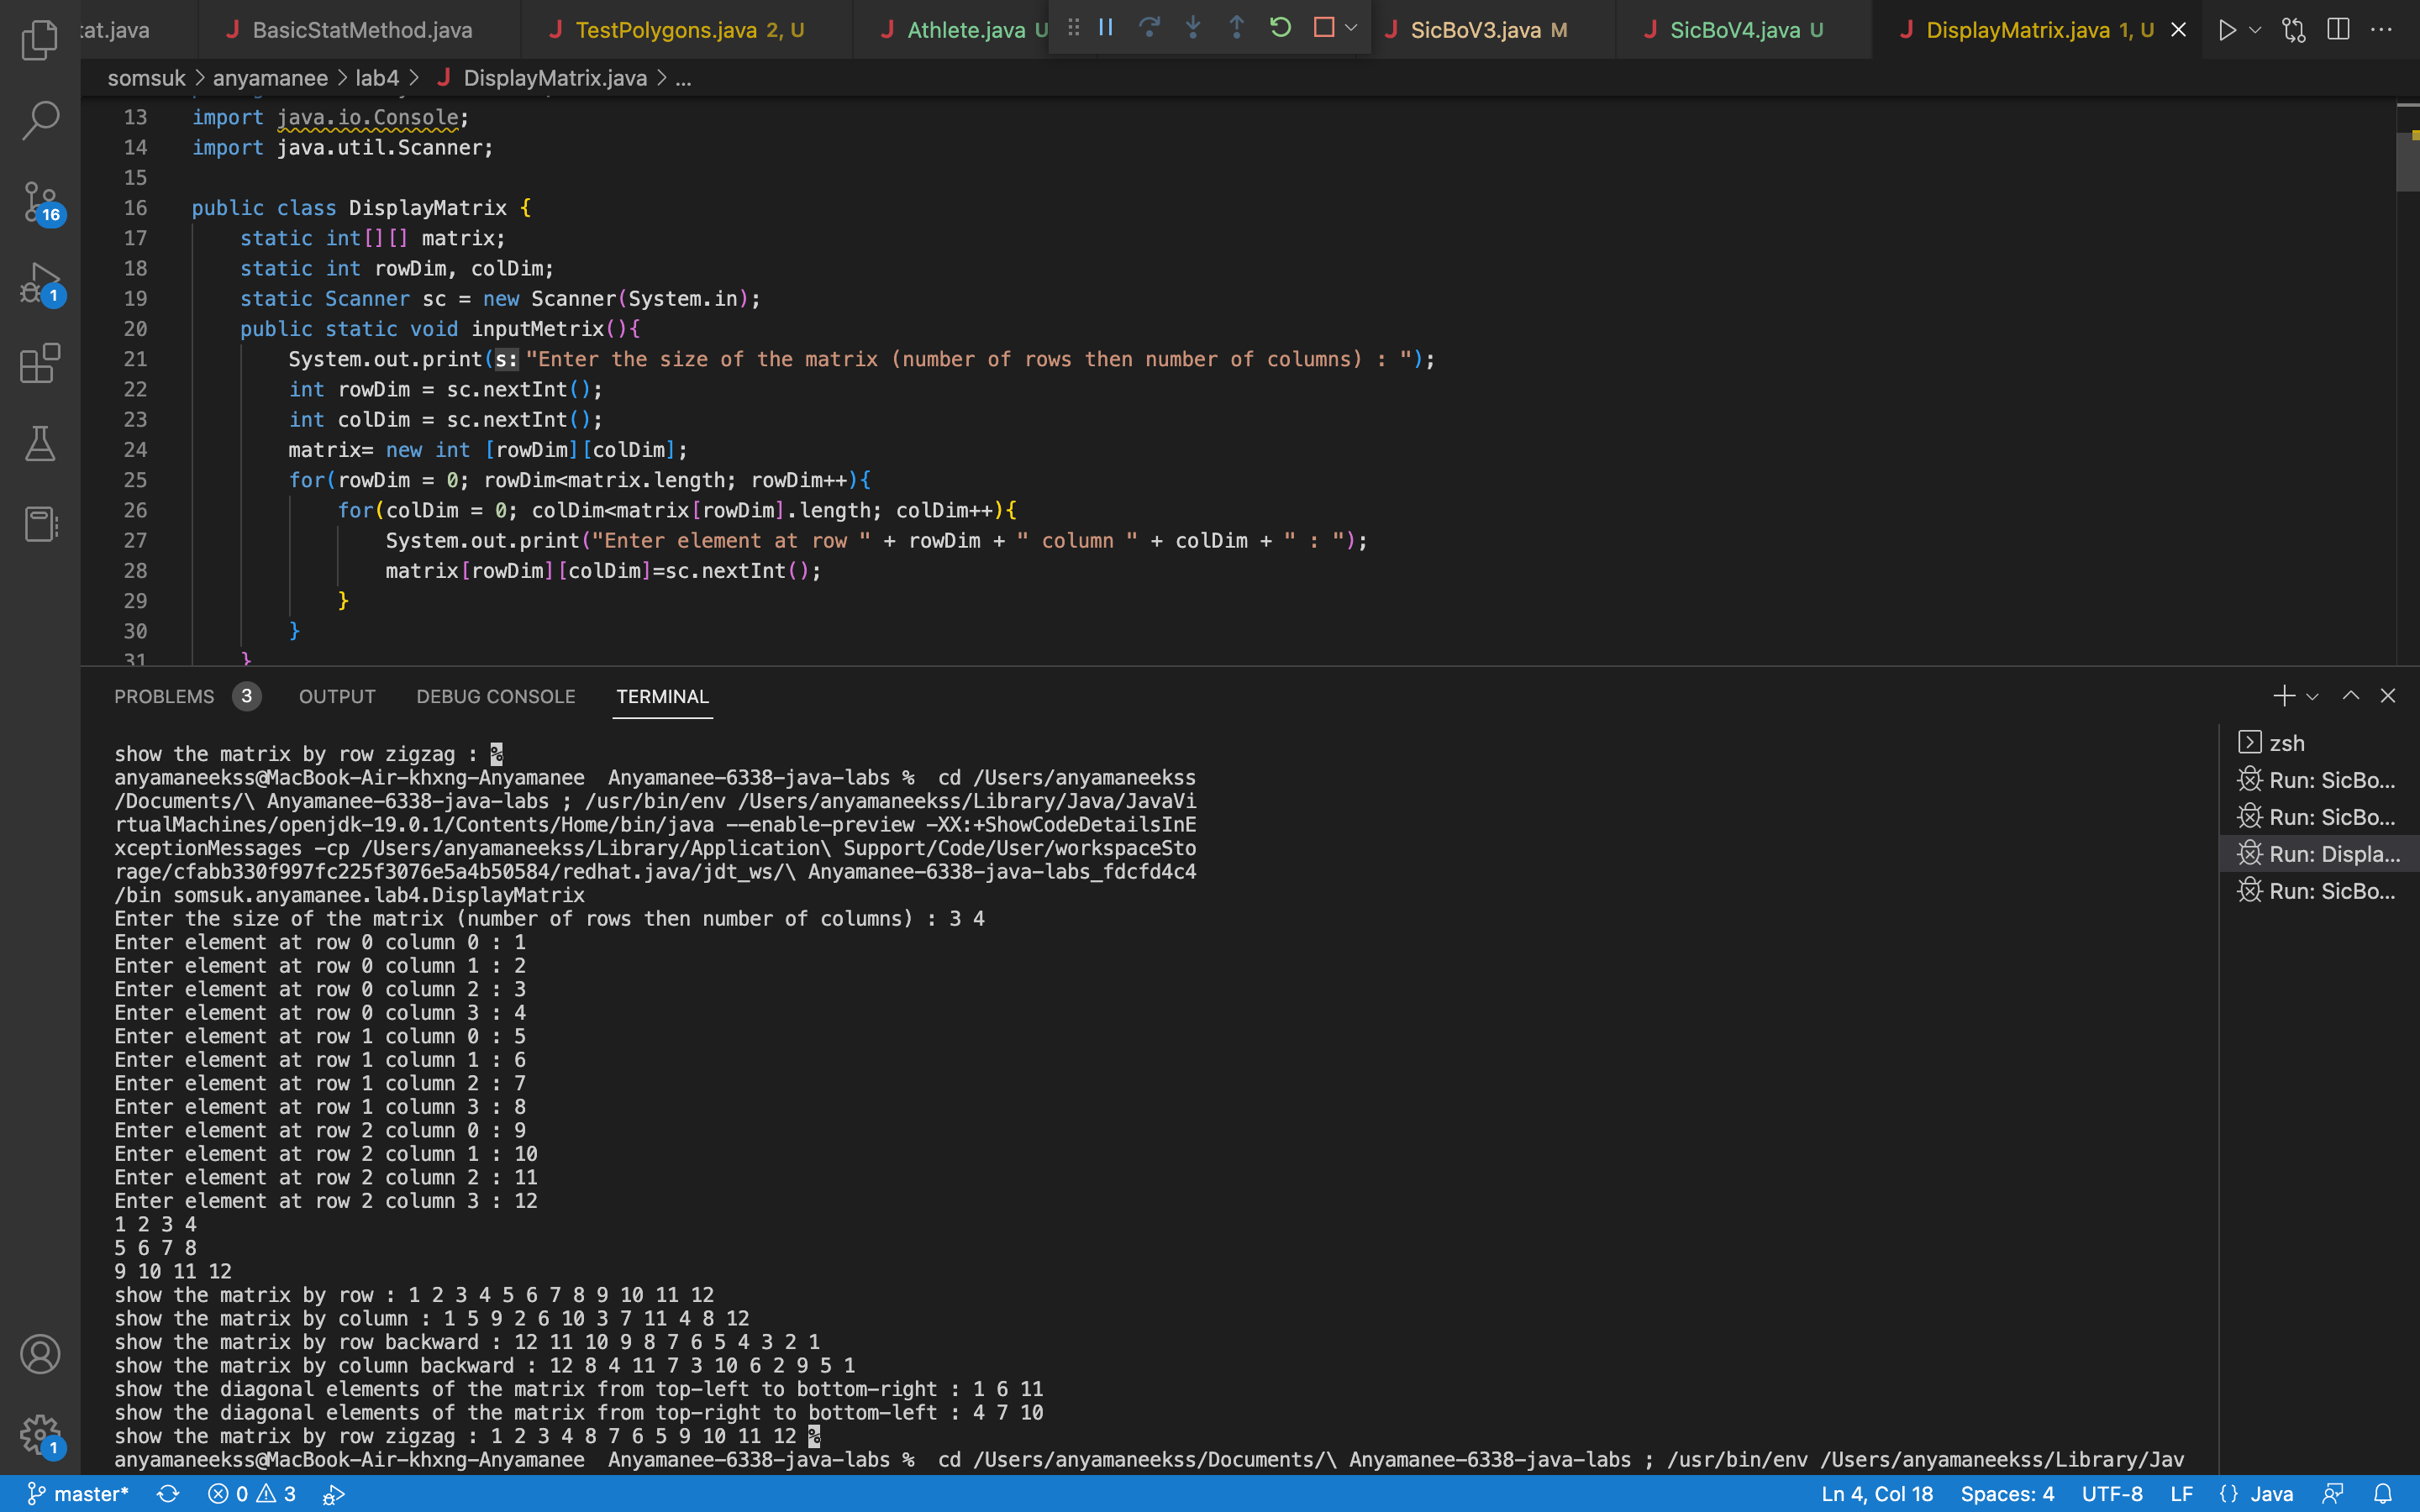 tat.java BasicStatMethod.java TestPolygons.java 2, U Athlete.java U SicBoV3.java M SicBoV4.java U DisplayMatrix.java 1, U
somsuk > anyamanee > lab4 > DisplayMatrix.java > ...
13 import java.io.Console;
14 import java.util.Scanner;
15
16 public class DisplayMatrix {
17 static int[][] matrix;
18 static int rowDim, colDim;
19 static Scanner sc = new Scanner(System.in);
20 public static void inputMetrix(){
21 System.out.print(s: "Enter the size of the matrix (number of rows then number of columns) : ");
22 int rowDim = sc.nextInt();
23 int colDim = sc.nextInt();
24 matrix= new int [rowDim][colDim];
25 for(rowDim = 0; rowDim<matrix.length; rowDim++){
26 for(colDim = 0; colDim<matrix[rowDim].length; colDim++){
27 System.out.print("Enter element at row " + rowDim + " column " + colDim + " : ");
28 matrix[rowDim][colDim]=sc.nextInt();
29 }
30 }
31 }
PROBLEMS 3 OUTPUT DEBUG CONSOLE TERMINAL
show the matrix by row zigzag : %
anyamaneekss@MacBook-Air-khxng-Anyamanee  Anyamanee-6338-java-labs %  cd /Users/anyamaneekss
/Documents/\ Anyamanee-6338-java-labs ; /usr/bin/env /Users/anyamaneekss/Library/Java/JavaVi
rtualMachines/openjdk-19.0.1/Contents/Home/bin/java --enable-preview -XX:+ShowCodeDetailsInE
xceptionMessages -cp /Users/anyamaneekss/Library/Application\ Support/Code/User/workspaceSto
rage/cfabb330f997fc225f3076e5a4b50584/redhat.java/jdt_ws/\ Anyamanee-6338-java-labs_fdcfd4c4
/bin somsuk.anyamanee.lab4.DisplayMatrix
Enter the size of the matrix (number of rows then number of columns) : 3 4
Enter element at row 0 column 0 : 1
Enter element at row 0 column 1 : 2
Enter element at row 0 column 2 : 3
Enter element at row 0 column 3 : 4
Enter element at row 1 column 0 : 5
Enter element at row 1 column 1 : 6
Enter element at row 1 column 2 : 7
Enter element at row 1 column 3 : 8
Enter element at row 2 column 0 : 9
Enter element at row 2 column 1 : 10
Enter element at row 2 column 2 : 11
Enter element at row 2 column 3 : 12
1 2 3 4
5 6 7 8
9 10 11 12
show the matrix by row : 1 2 3 4 5 6 7 8 9 10 11 12
show the matrix by column : 1 5 9 2 6 10 3 7 11 4 8 12
show the matrix by row backward : 12 11 10 9 8 7 6 5 4 3 2 1
show the matrix by column backward : 12 8 4 11 7 3 10 6 2 9 5 1
show the diagonal elements of the matrix from top-left to bottom-right : 1 6 11
show the diagonal elements of the matrix from top-right to bottom-left : 4 7 10
show the matrix by row zigzag : 1 2 3 4 8 7 6 5 9 10 11 12 %
anyamaneekss@MacBook-Air-khxng-Anyamanee  Anyamanee-6338-java-labs %  cd /Users/anyamaneekss/Documents/\ Anyamanee-6338-java-labs ; /usr/bin/env /Users/anyamaneekss/Library/Jav
zsh
Run: SicBo...
Run: SicBo...
Run: Displa...
Run: SicBo...
16
1
1
master* 0 3 Ln 4, Col 18 Spaces: 4 UTF-8 LF {} Java